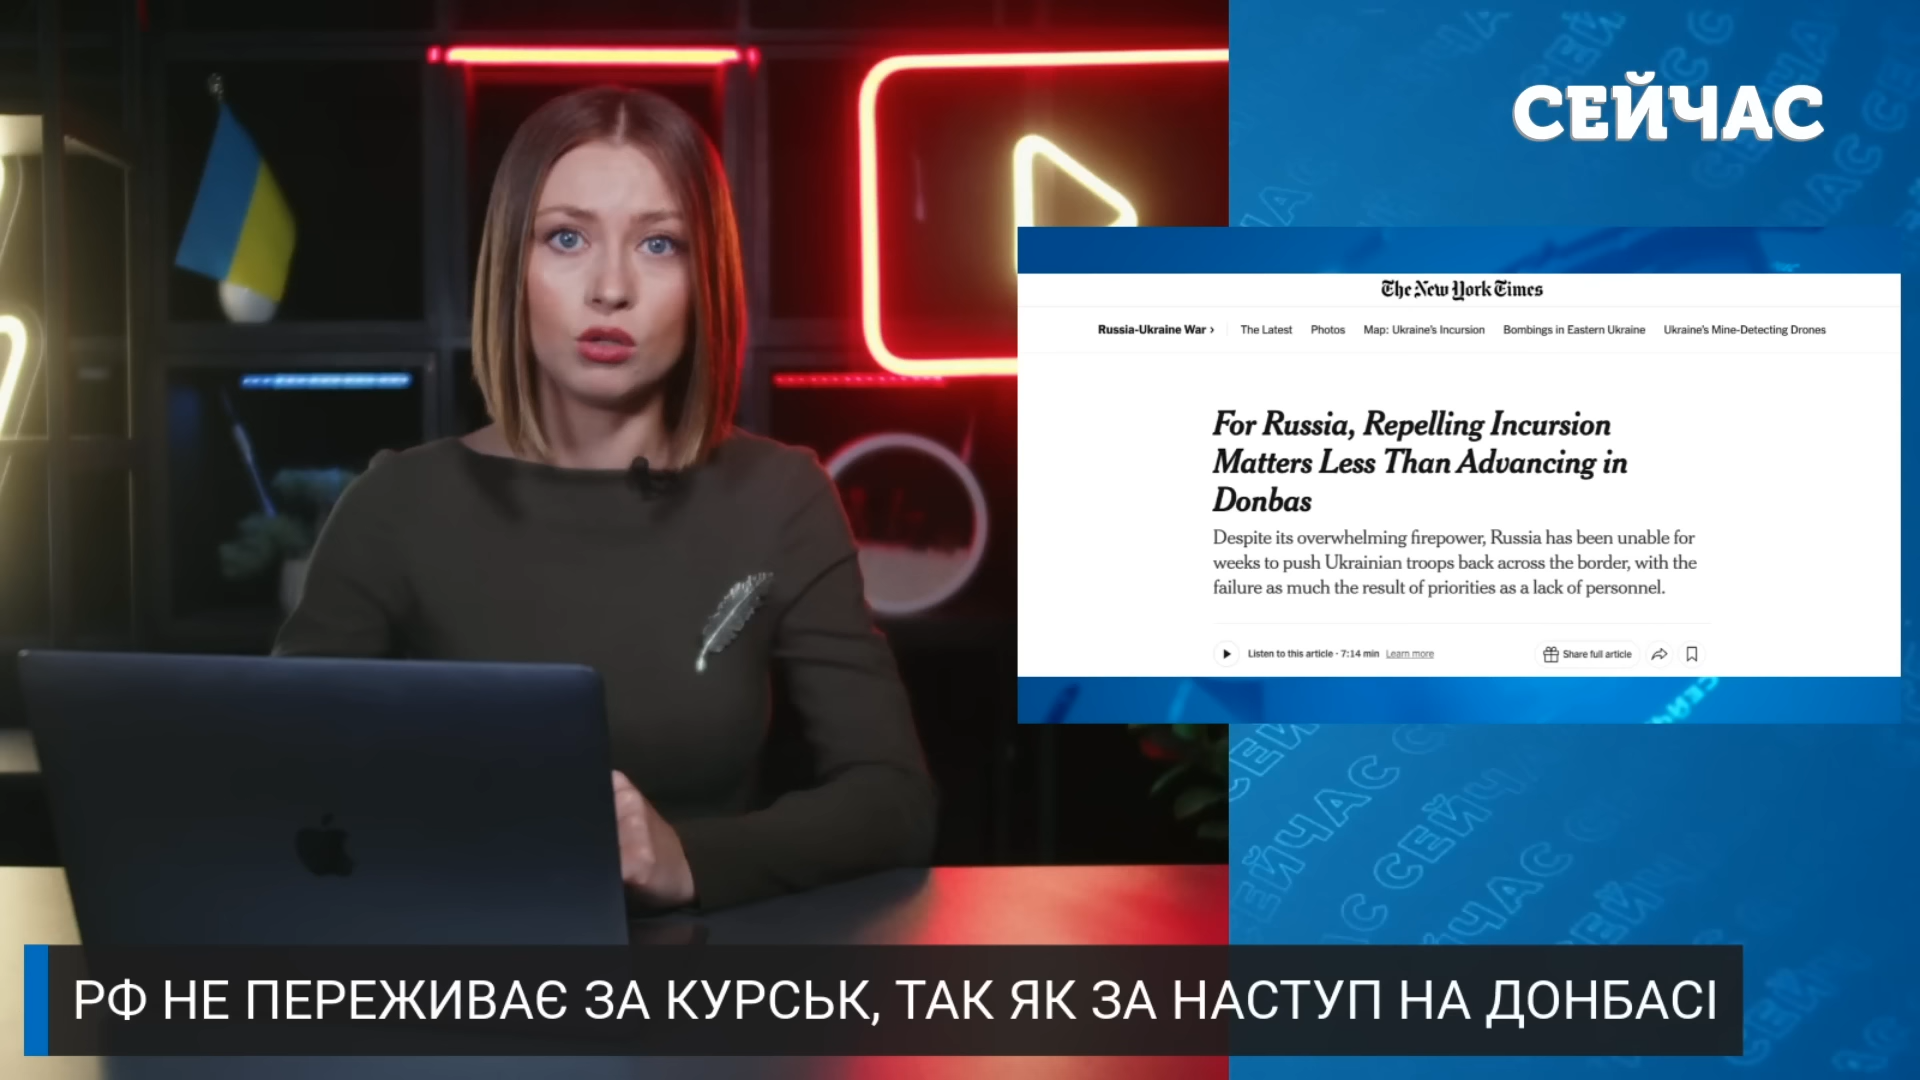 СЕЙЧАС
The New York Times
Russia-Ukraine War › The Latest Photos Map: Ukraine's Incursion Bombings in Eastern Ukraine Ukraine's Mine-Detecting Drones
For Russia, Repelling Incursion
Matters Less Than Advancing in
Donbas
Despite its overwhelming firepower, Russia has been unable for
weeks to push Ukrainian troops back across the border, with the
failure as much the result of priorities as a lack of personnel.
Listen to this article · 7:14 min Learn more Share full article
РФ НЕ ПЕРЕЖИВАЄ ЗА КУРСЬК, ТАК ЯК ЗА НАСТУП НА ДОНБАСІ